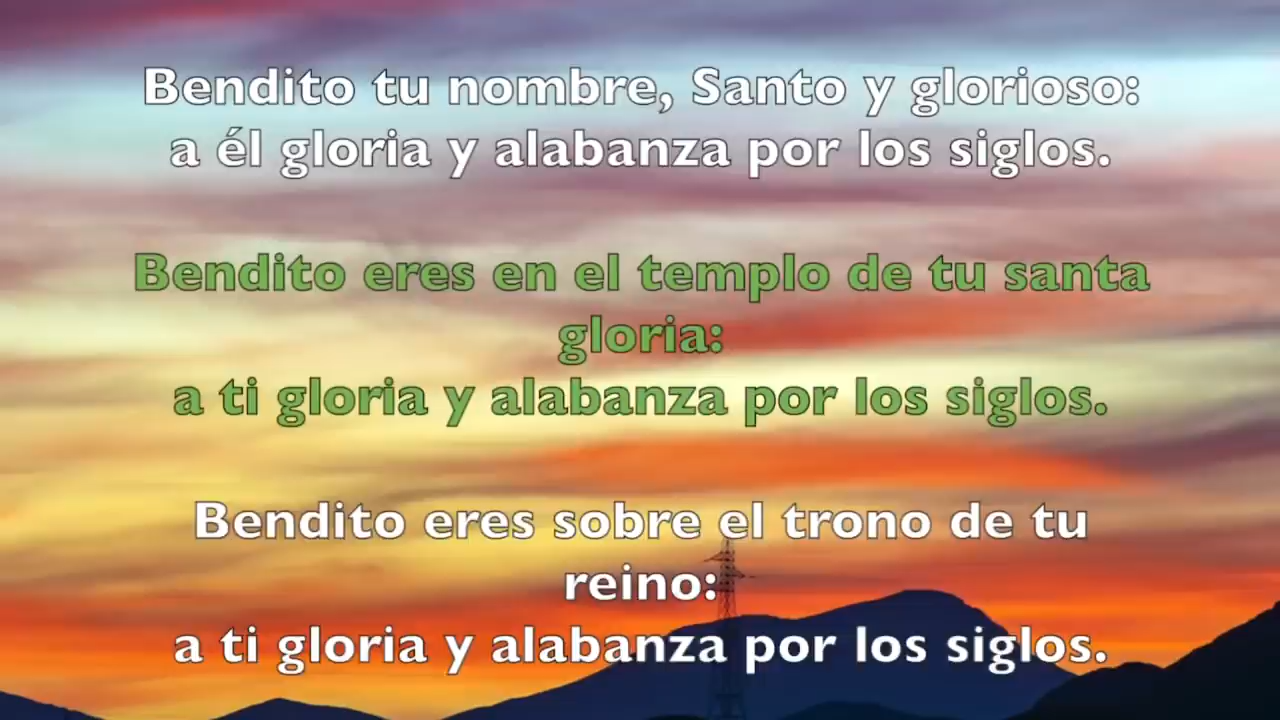 Bendito tu nombre, Santo y glorioso:
a él gloria y alabanza por los siglos.
Bendito eres en el templo de tu santa
gloria:
a ti gloria y alabanza por los siglos.
Bendito eres sobre el trono de tu
reino:
a ti gloria y alabanza por los siglos.